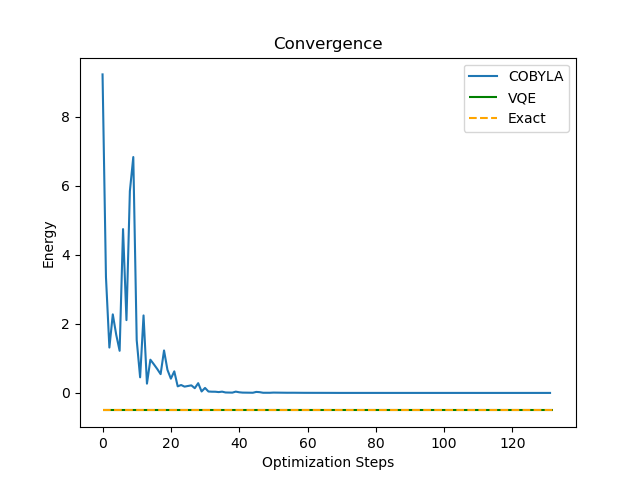 Convergence
COBYLA
VQE
Exact
Energy
8
6
4
2
0
0 20 40 60 80 100 120
Optimization Steps